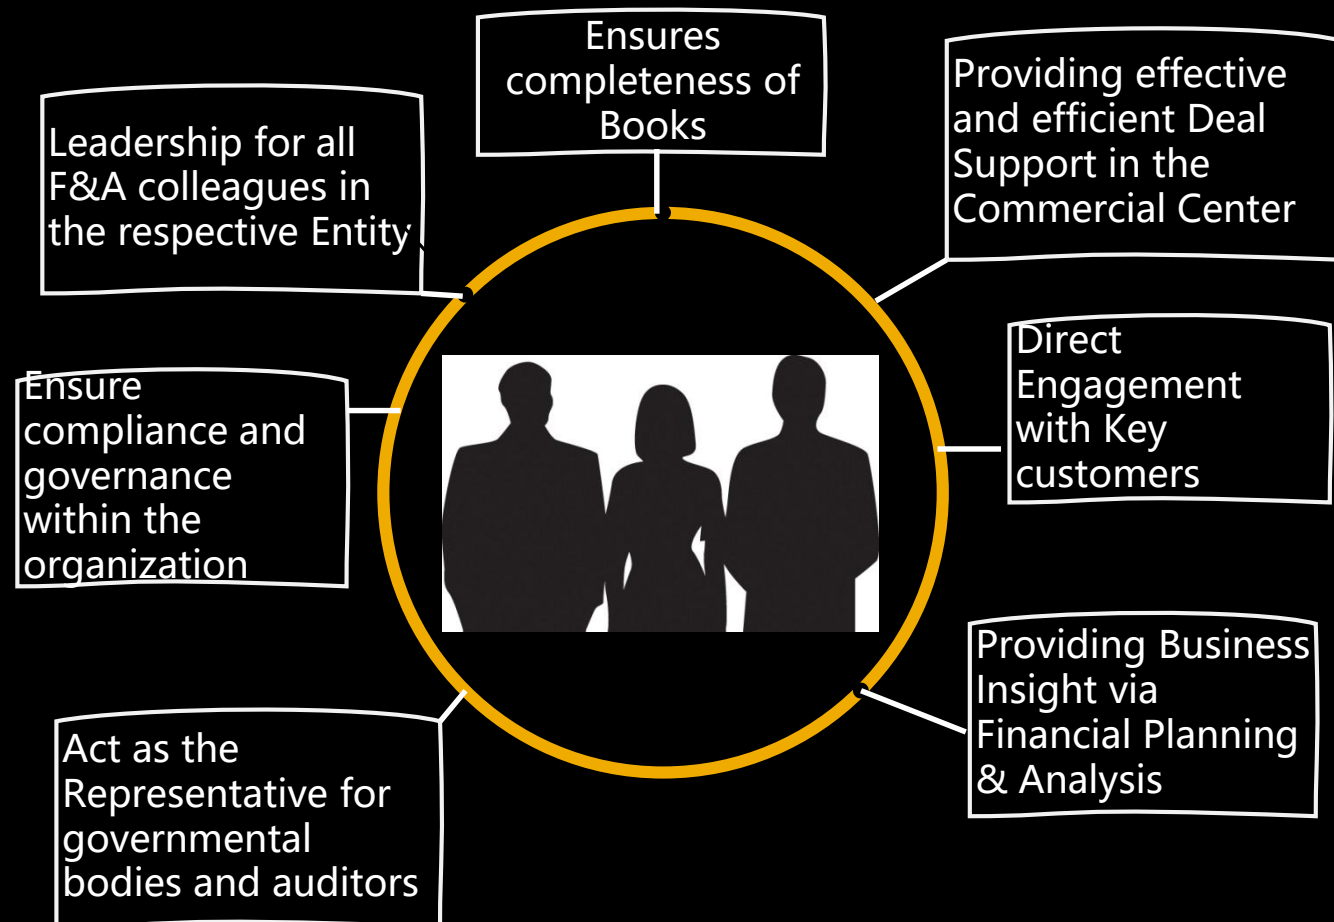 Ensures
completeness of
Books
Providing effective
and efficient Deal
Support in the
Commercial Center
Leadership for all
F&A colleagues in
the respective Entity
Direct
Engagement
with Key
customers
Ensure
compliance and
governance
within the
organization
Providing Business
Insight via
Financial Planning
& Analysis
Act as the
Representative for
governmental
bodies and auditors